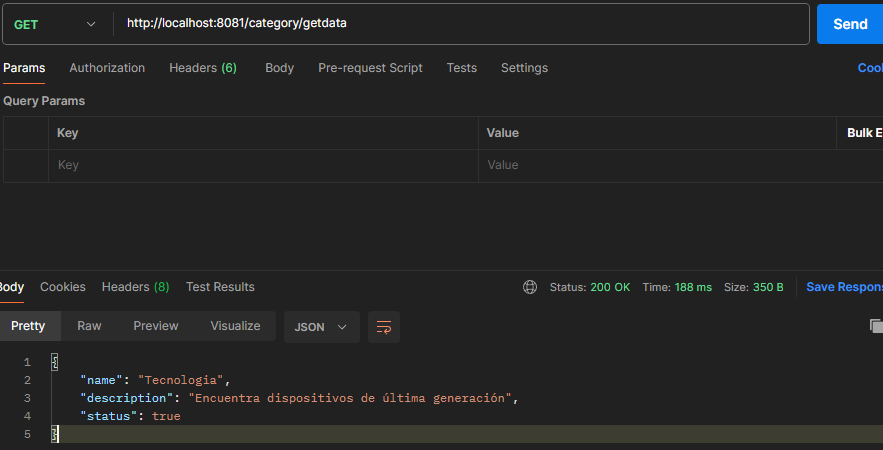 GET http://localhost:8081/category/getdata Send
Params Authorization Headers (6) Body Pre-request Script Tests Settings Cool
Query Params
Key Value Bulk E
Key Value
Body Cookies Headers (8) Test Results Status: 200 OK Time: 188 ms Size: 350 B Save Respons
Pretty Raw Preview Visualize JSON
1 {
2 "name": "Tecnologia",
3 "description": "Encuentra dispositivos de última generación",
4 "status": true
5 }